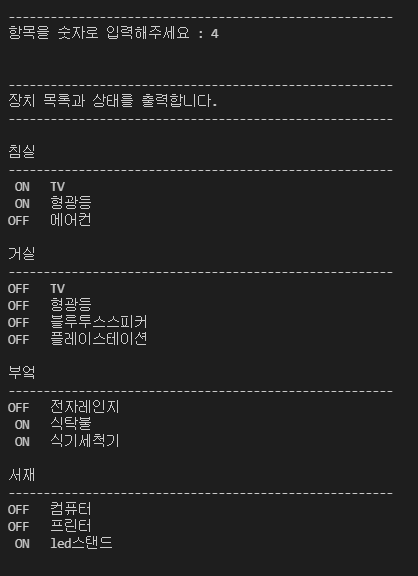 -------------------------------------------------------
항목을 숫자로 입력해주세요 : 4
-------------------------------------------------------
장치 목록과 상태를 출력합니다.
-------------------------------------------------------
침실
-------------------------------------------------------
ON TV
ON 형광등
OFF 에어컨
거실
-------------------------------------------------------
OFF TV
OFF 형광등
OFF 블루투스스피커
OFF 플레이스테이션
부엌
-------------------------------------------------------
OFF 전자레인지
ON 식탁불
ON 식기세척기
서재
-------------------------------------------------------
OFF 컴퓨터
OFF 프린터
ON led스탠드